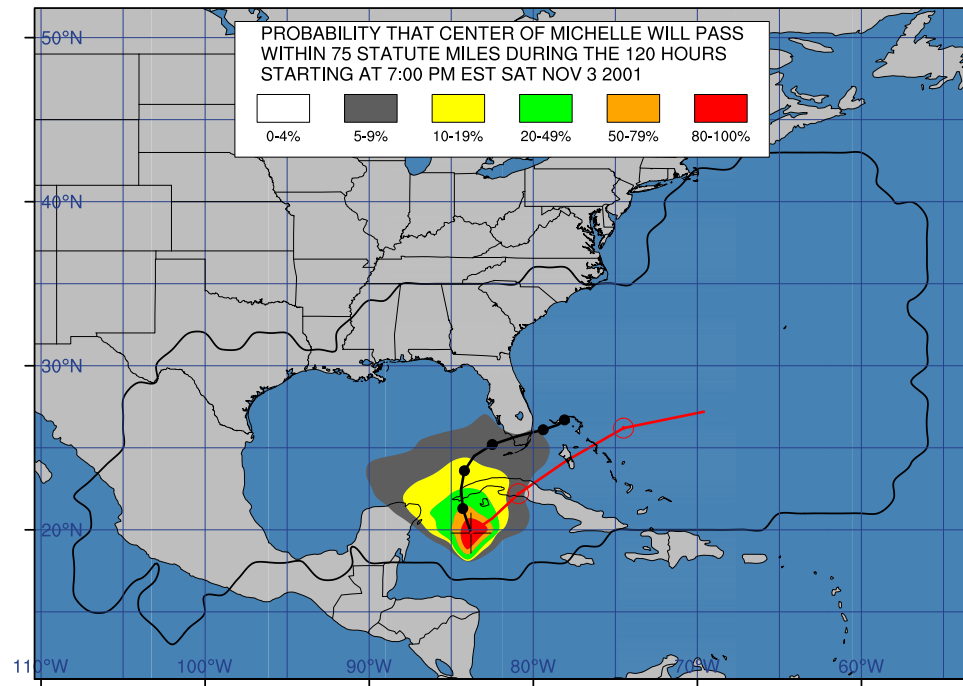 PROBABILITY THAT CENTER OF MICHELLE WILL PASS
WITHIN 75 STATUTE MILES DURING THE 120 HOURS
STARTING AT 7:00 PM EST SAT NOV 3 2001
0-4% 5-9% 10-19% 20-49% 50-79% 80-100%
50°N
40°N
30°N
20°N
110°W 100°W 90°W 80°W 70°W 60°W